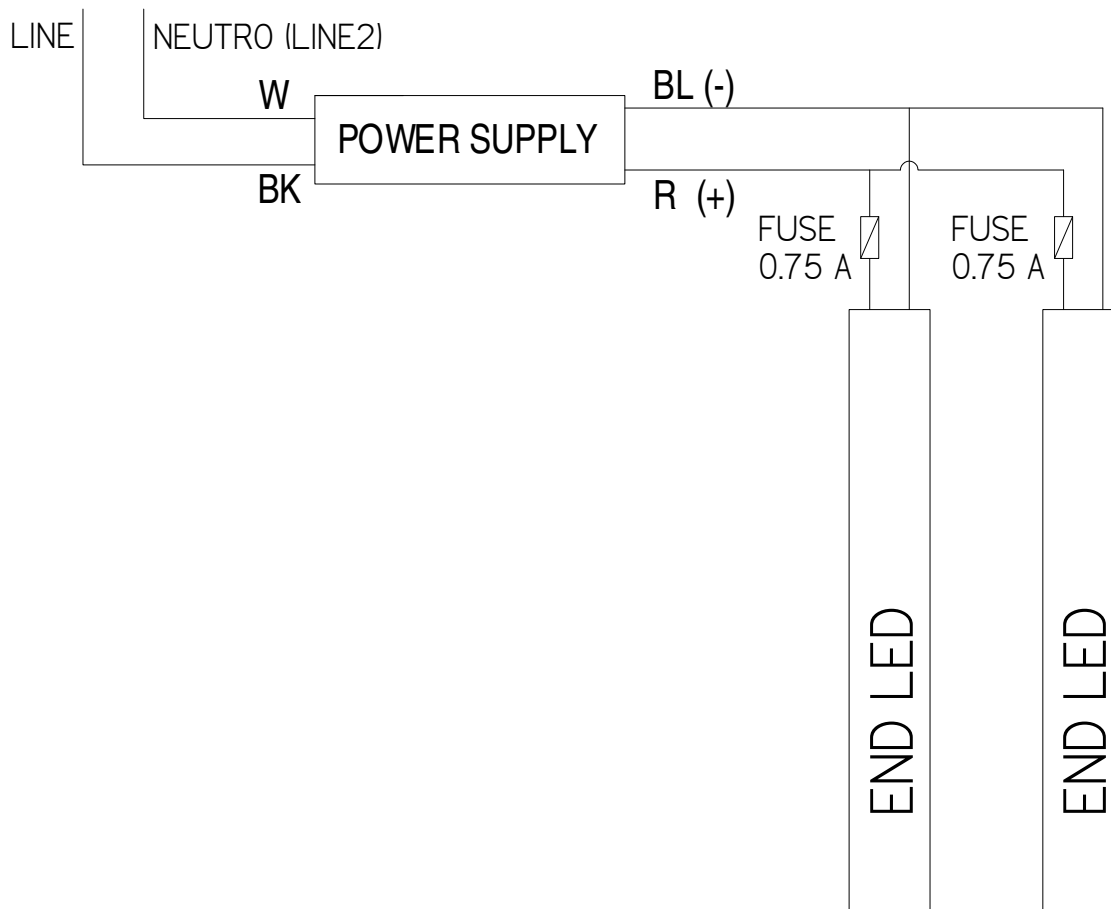 LINE
NEUTRO (LINE2)
W
BL (-)
POWER SUPPLY
BK
R (+)
FUSE
0.75 A
FUSE
0.75 A
END LED
END LED